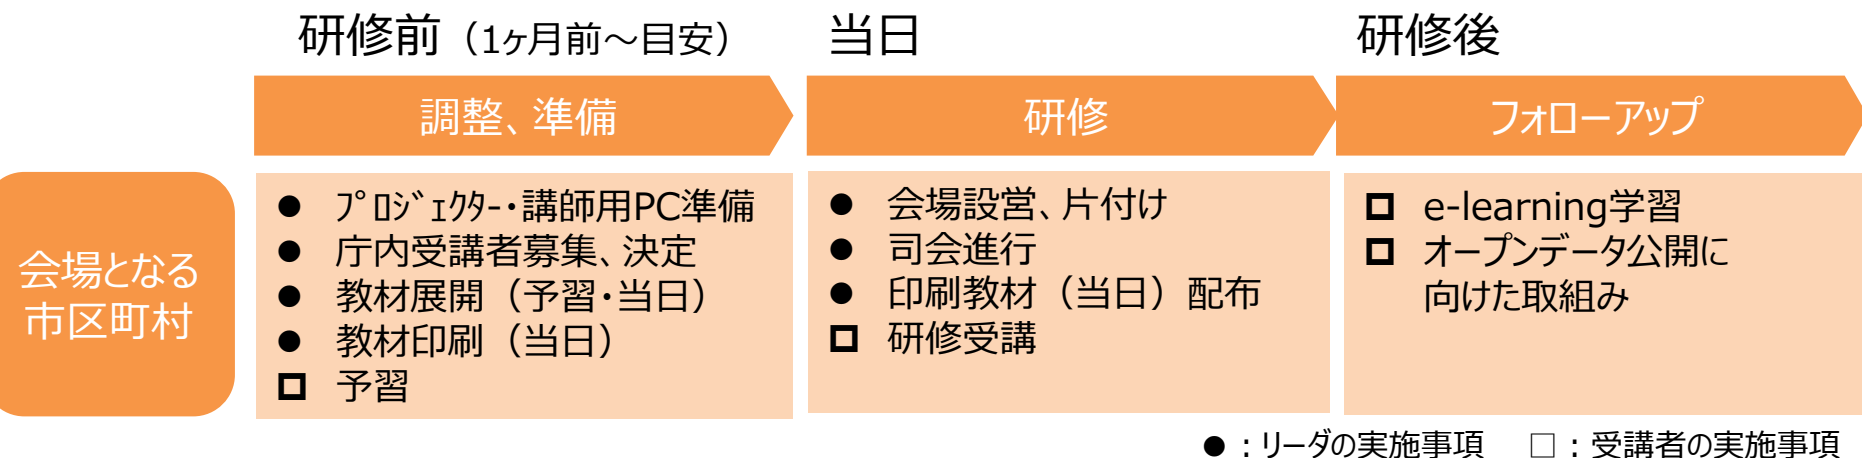 研修前（1ヶ月前～目安）
当日
研修後
調整、準備
研修
フォローアップ
会場となる
市区町村
● ﾌﾟﾛｼﾞｪｸﾀｰ・講師用PC準備
● 庁内受講者募集、決定
● 教材展開（予習・当日）
● 教材印刷（当日）
□ 予習
● 会場設営、片付け
● 司会進行
● 印刷教材（当日）配布
□ 研修受講
□ e-learning学習
□ オープンデータ公開に
向けた取組み
●：リーダの実施事項　□：受講者の実施事項